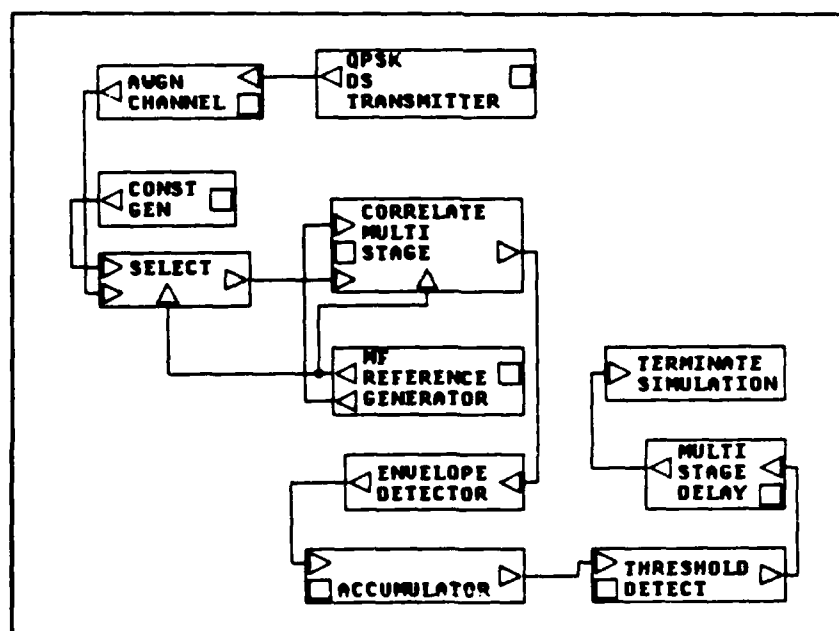 QPSK
DS
TRANSMITTER
AWGN
CHANNEL
CONST
GEN
SELECT
CORRELATE
MULTI
STAGE
MF
REFERENCE
GENERATOR
TERMINATE
SIMULATION
ENVELOPE
DETECTOR
MULTI
STAGE
DELAY
ACCUMULATOR
THRESHOLD
DETECT